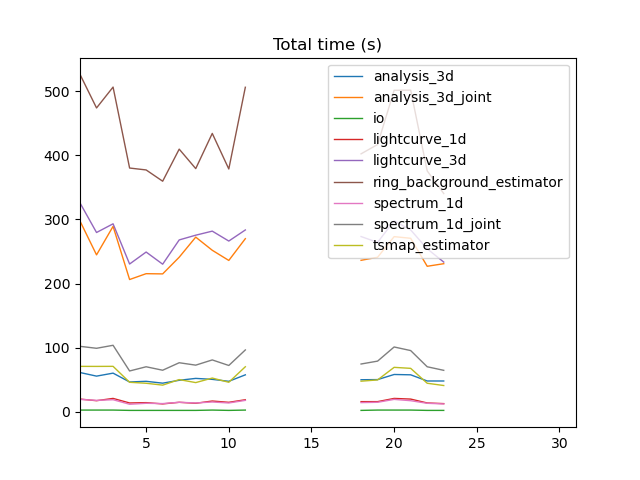 Total time (s)
500
400
300
200
100
0
analysis_3d
analysis_3d_joint
io
lightcurve_1d
lightcurve_3d
ring_background_estimator
spectrum_1d
spectrum_1d_joint
tsmap_estimator
5 10 15 20 25 30